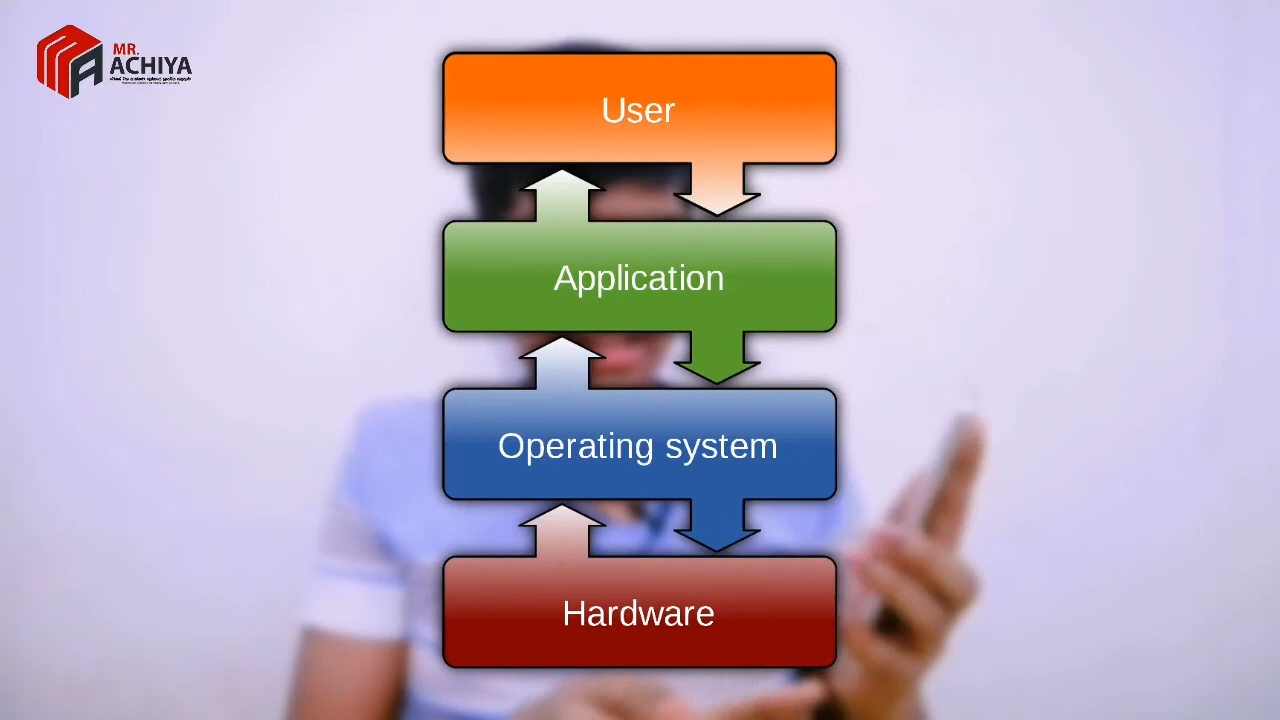 MR.
ACHIYA
User
Application
Operating system
Hardware